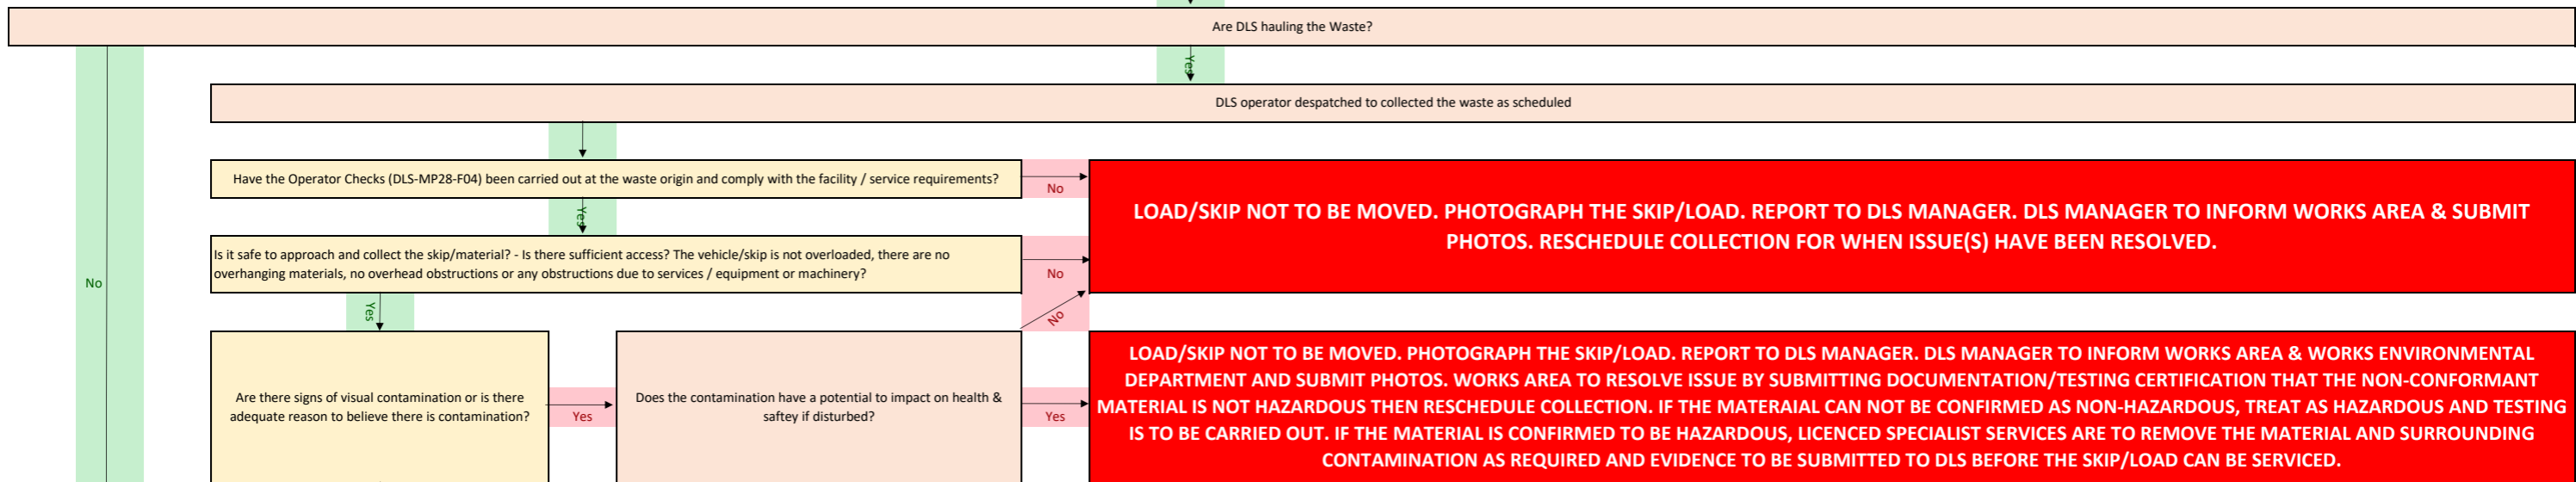 Are DLS hauling the Waste?
Yes
DLS operator despatched to collected the waste as scheduled
Have the Operator Checks (DLS-MP28-F04) been carried out at the waste origin and comply with the facility / service requirements?
No
LOAD/SKIP NOT TO BE MOVED. PHOTOGRAPH THE SKIP/LOAD. REPORT TO DLS MANAGER. DLS MANAGER TO INFORM WORKS AREA & SUBMIT
PHOTOS. RESCHEDULE COLLECTION FOR WHEN ISSUE(S) HAVE BEEN RESOLVED.
Yes
Is it safe to approach and collect the skip/material? - Is there sufficient access? The vehicle/skip is not overloaded, there are no
overhanging materials, no overhead obstructions or any obstructions due to services / equipment or machinery?
No
No
Yes
No
Are there signs of visual contamination or is there
adequate reason to believe there is contamination?
Yes
Does the contamination have a potential to impact on health &
saftey if disturbed?
Yes
LOAD/SKIP NOT TO BE MOVED. PHOTOGRAPH THE SKIP/LOAD. REPORT TO DLS MANAGER. DLS MANAGER TO INFORM WORKS AREA & WORKS ENVIRONMENTAL
DEPARTMENT AND SUBMIT PHOTOS. WORKS AREA TO RESOLVE ISSUE BY SUBMITTING DOCUMENTATION/TESTING CERTIFICATION THAT THE NON-CONFORMANT
MATERIAL IS NOT HAZARDOUS THEN RESCHEDULE COLLECTION. IF THE MATERAIAL CAN NOT BE CONFIRMED AS NON-HAZARDOUS, TREAT AS HAZARDOUS AND TESTING
IS TO BE CARRIED OUT. IF THE MATERIAL IS CONFIRMED TO BE HAZARDOUS, LICENCED SPECIALIST SERVICES ARE TO REMOVE THE MATERIAL AND SURROUNDING
CONTAMINATION AS REQUIRED AND EVIDENCE TO BE SUBMITTED TO DLS BEFORE THE SKIP/LOAD CAN BE SERVICED.